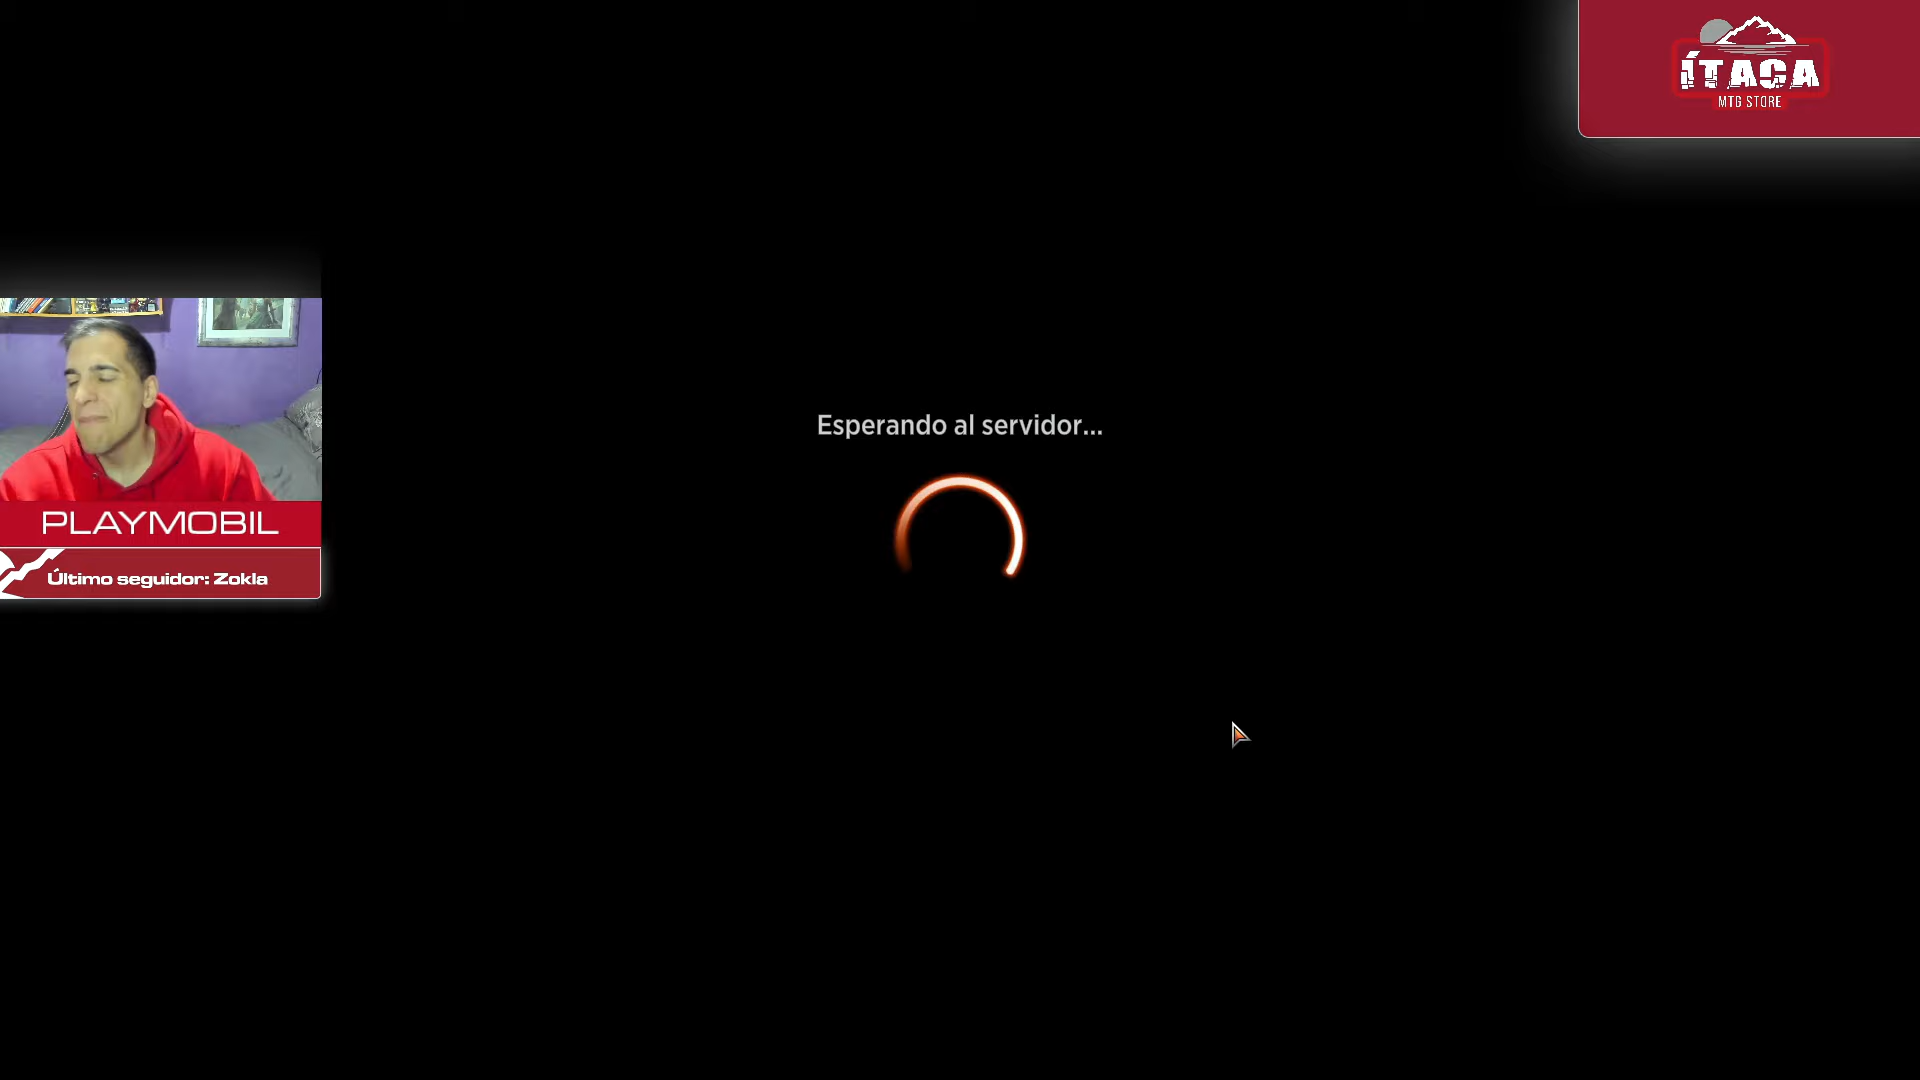 ÍTACA
MTG STORE
Esperando al servidor...
PLAYMOBIL
Último seguidor: Zokla